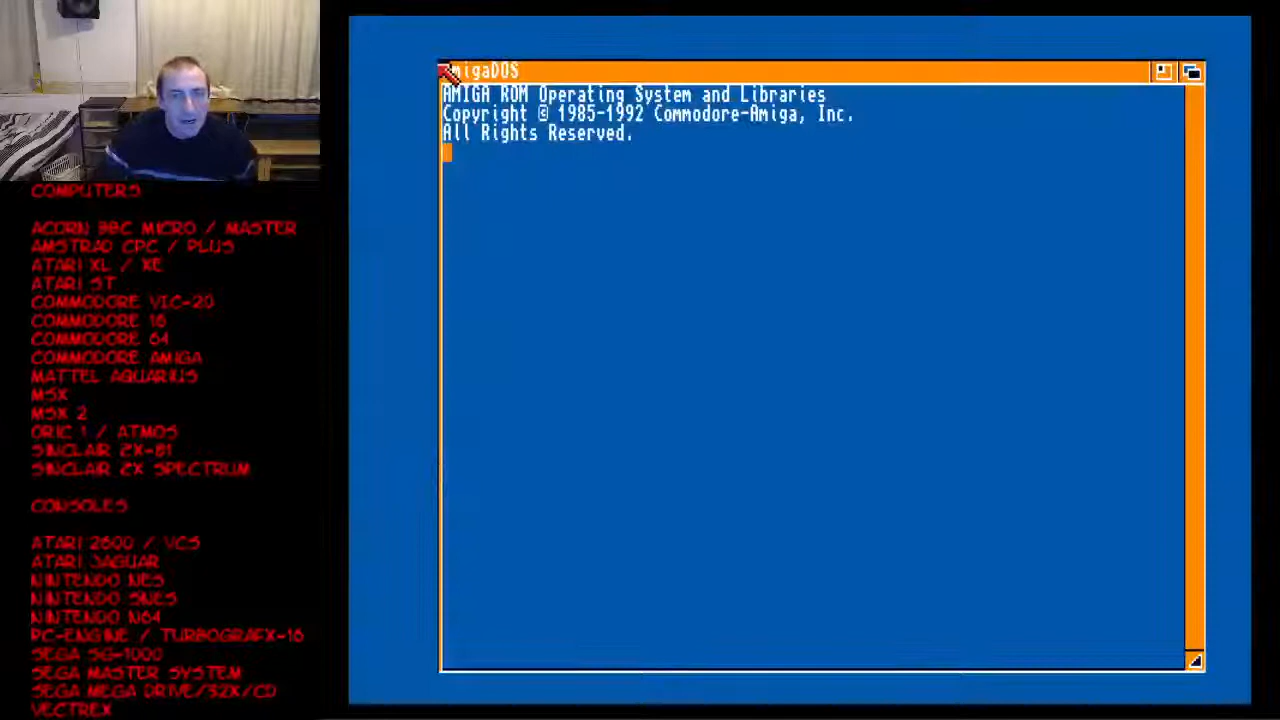 COMPUTERS
ACORN BBC MICRO / MASTER
AMSTRAD CPC / PLUS
ATARI XL / XE
ATARI ST
COMMODORE VIC-20
COMMODORE 16
COMMODORE 64
COMMODORE AMIGA
MATTEL AQUARIUS
MSX
MSX 2
ORIC 1 / ATMOS
SINCLAIR ZX-81
SINCLAIR ZX SPECTRUM
CONSOLES
ATARI 2600 / VCS
ATARI JAGUAR
NINTENDO NES
NINTENDO SNES
NINTENDO N64
PC-ENGINE / TURBOGRAFX-16
SEGA SG-1000
SEGA MASTER SYSTEM
SEGA MEGA DRIVE/32X/CD
VECTREX
AmigaDOS
AMIGA ROM Operating System and Libraries
Copyright © 1985-1992 Commodore-Amiga, Inc.
All Rights Reserved.